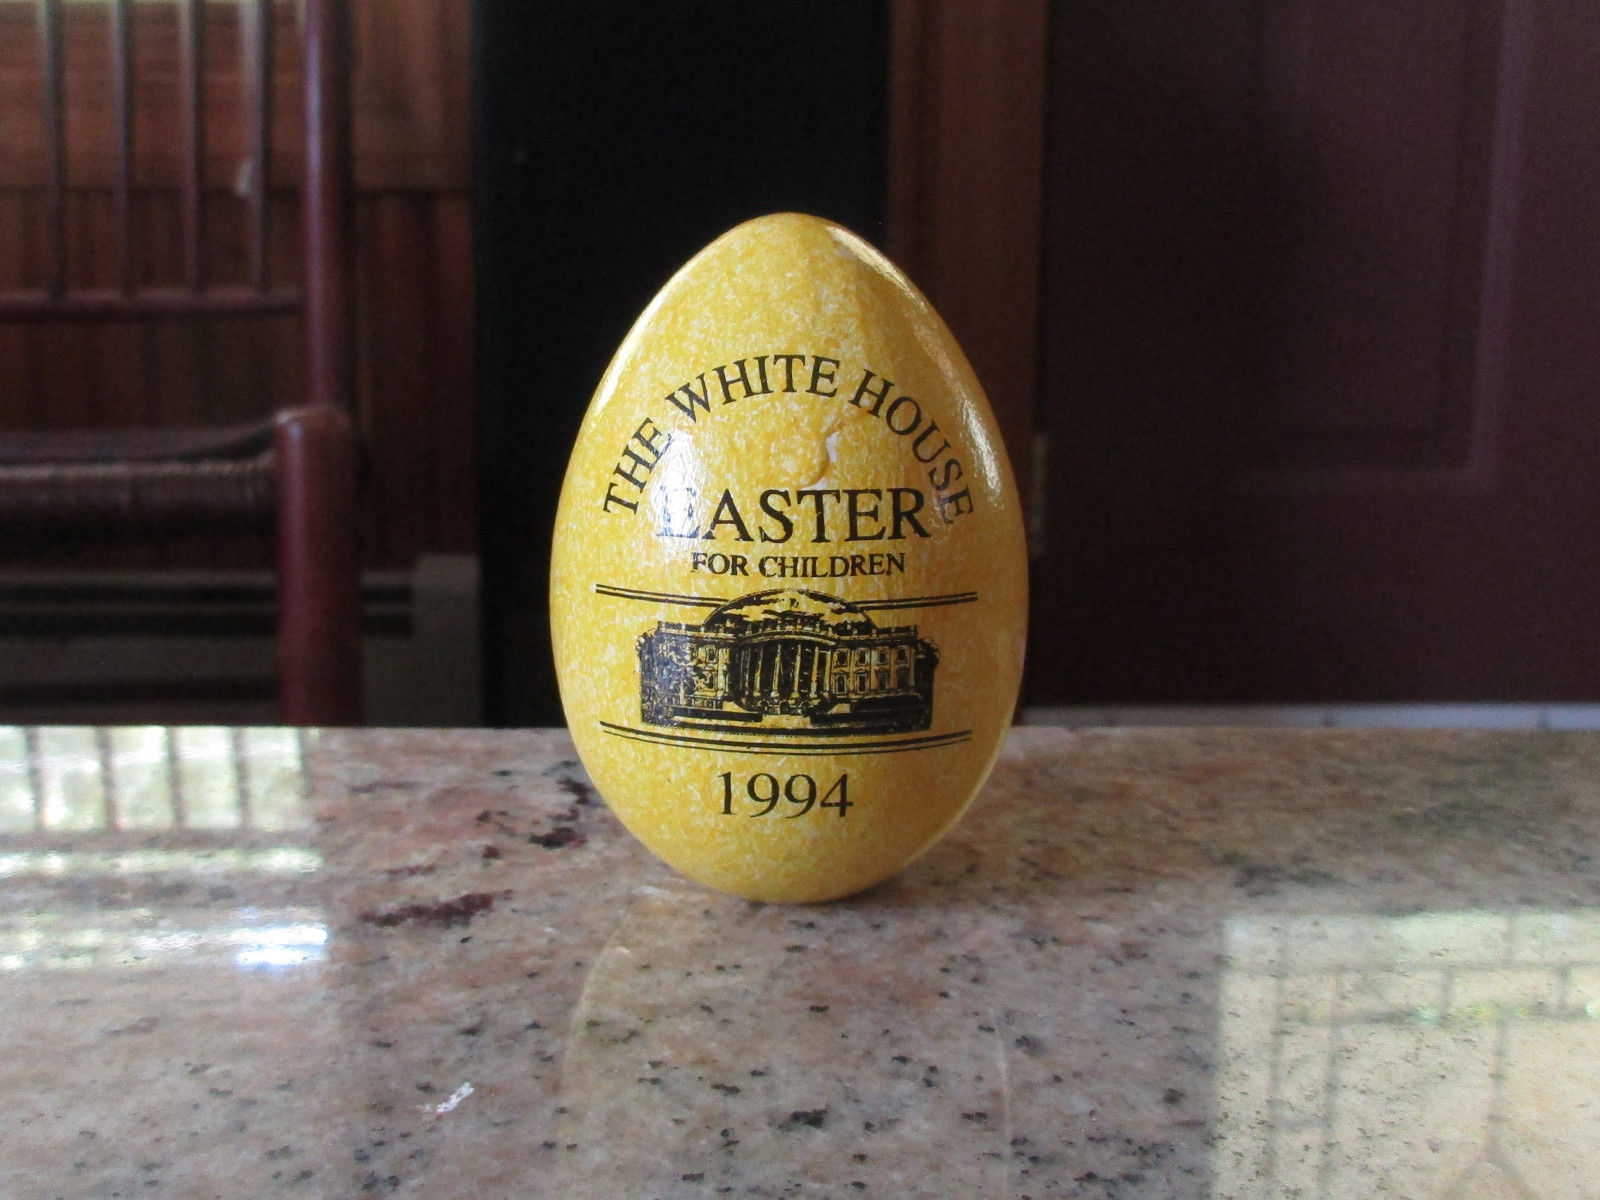 THE WHITE HOUSE
EASTER
FOR CHILDREN
1994